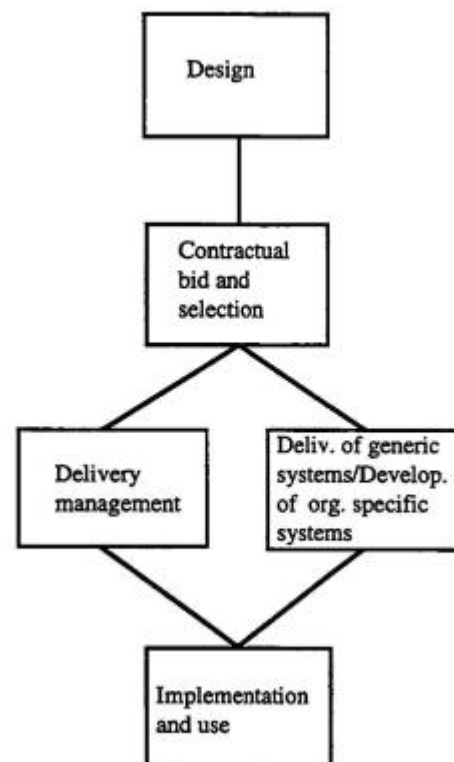 Design
Contractual
bid and
selection
Delivery
management
Deliv. of generic
systems/Develop.
of org. specific
systems
Implementation
and use